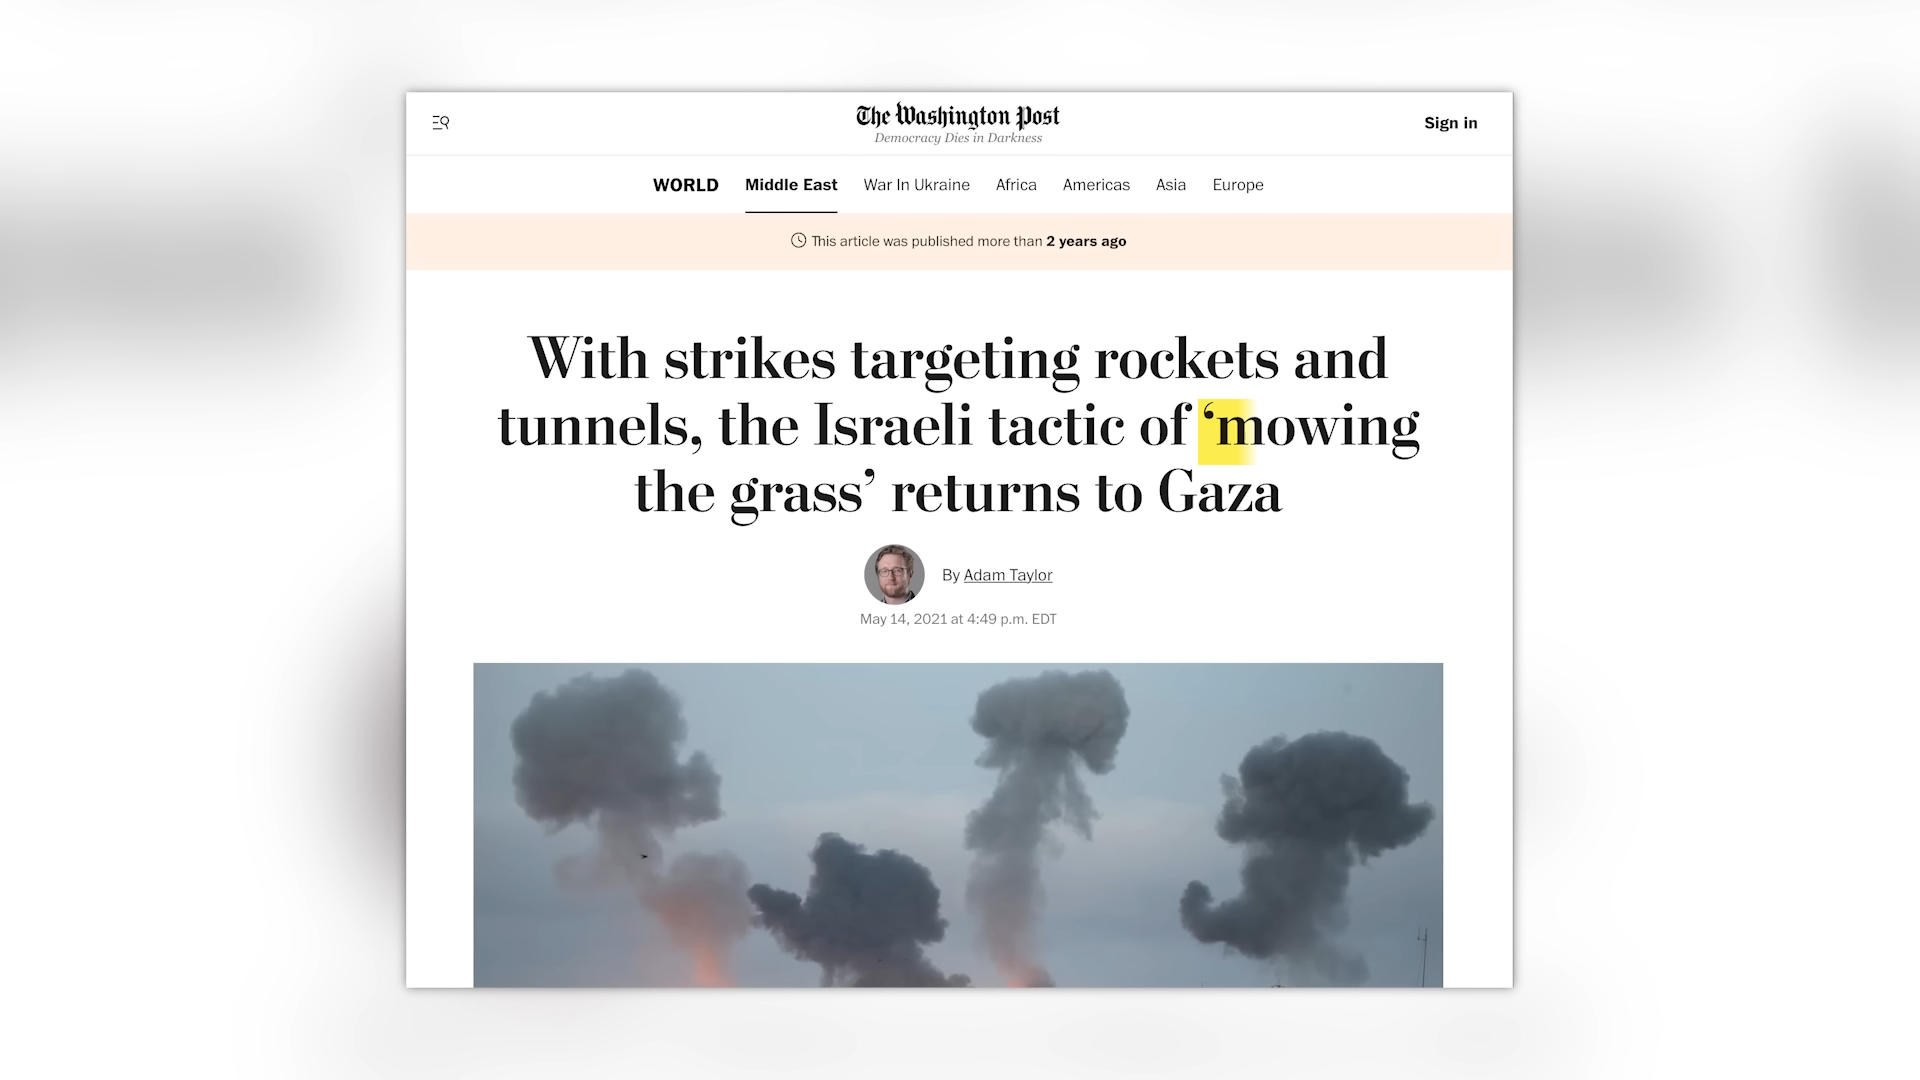 The Washington Post
Democracy Dies in Darkness
Sign in
WORLD Middle East War In Ukraine Africa Americas Asia Europe
This article was published more than 2 years ago
With strikes targeting rockets and
tunnels, the Israeli tactic of ‘mowing
the grass’ returns to Gaza
By Adam Taylor
May 14, 2021 at 4:49 p.m. EDT